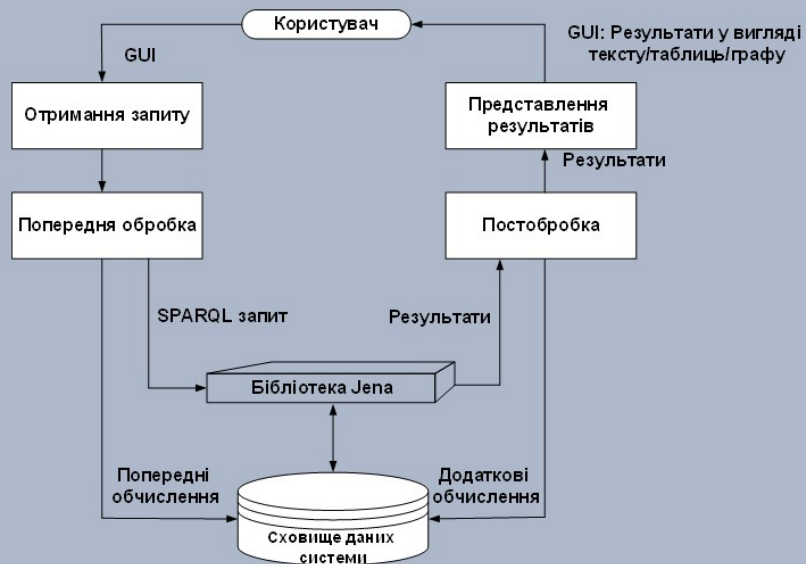 Користувач
GUI: Результати у вигляді
тексту/таблиць/графу
GUI
Отримання запиту
Представлення
результатів
Результати
Попередня обробка
Постобробка
SPARQL запит
Результати
Бібліотека Jena
Попередні
обчислення
Додаткові
обчислення
Сховище даних
системи